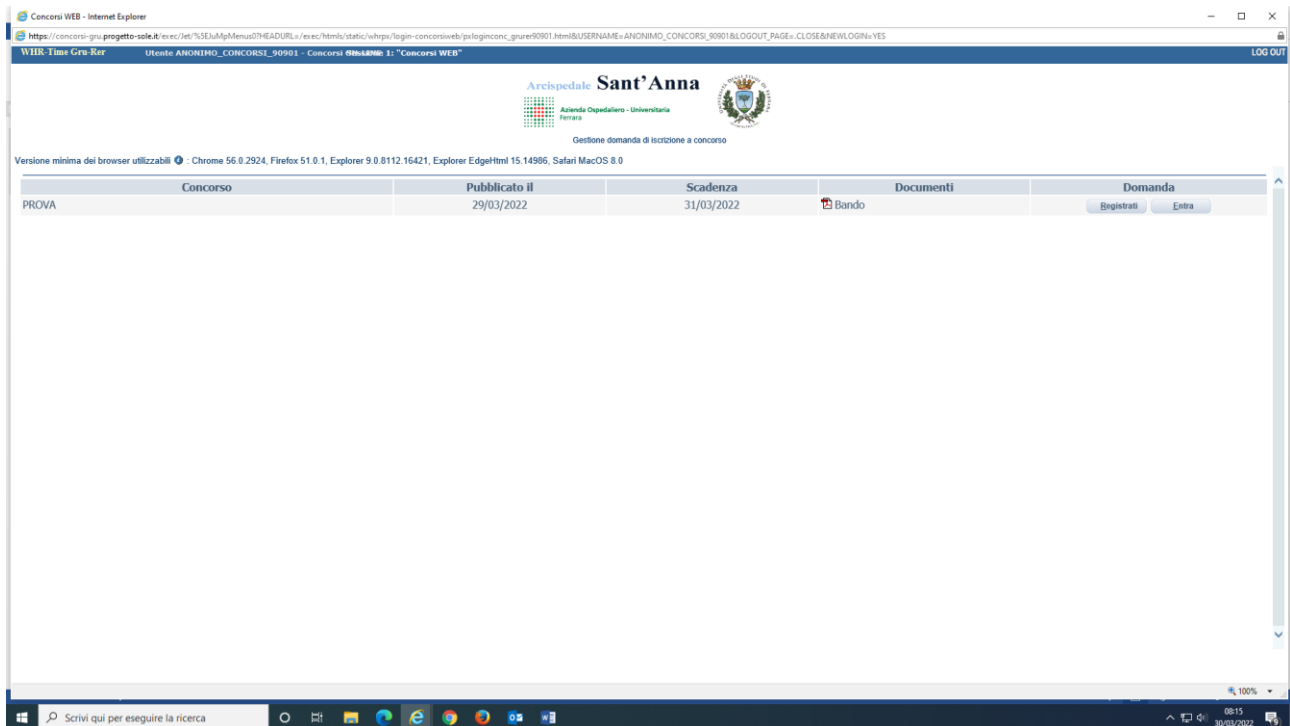 Concorsi WEB - Internet Explorer
https://concorsi-gru.progetto-sole.it/exec/Jet/%5EJuMpMenus0?HEADURL=/exec/htmls/static/whrpx/login-concorsiweb/pxloginconc_grurer90901.html&USERNAME=ANONIMO_CONCORSI_90901&LOGOUT_PAGE=.CLOSE&NEWLOGIN=YES
WHR-Time Gru-Rer Utente ANONIMO_CONCORSI_90901 - Concorsi 1: "Concorsi WEB" LOG OUT
Arcispedale Sant'Anna
Azienda Ospedaliero - Universitaria
Ferrara
Gestione domanda di iscrizione a concorso
Versione minima dei browser utilizzabili : Chrome 56.0.2924, Firefox 51.0.1, Explorer 9.0.8112.16421, Explorer EdgeHtml 15.14986, Safari MacOS 8.0
Concorso Pubblicato il Scadenza Documenti Domanda
PROVA 29/03/2022 31/03/2022 Bando Registrati Entra
100%
Scrivi qui per eseguire la ricerca
08:15
30/03/2022